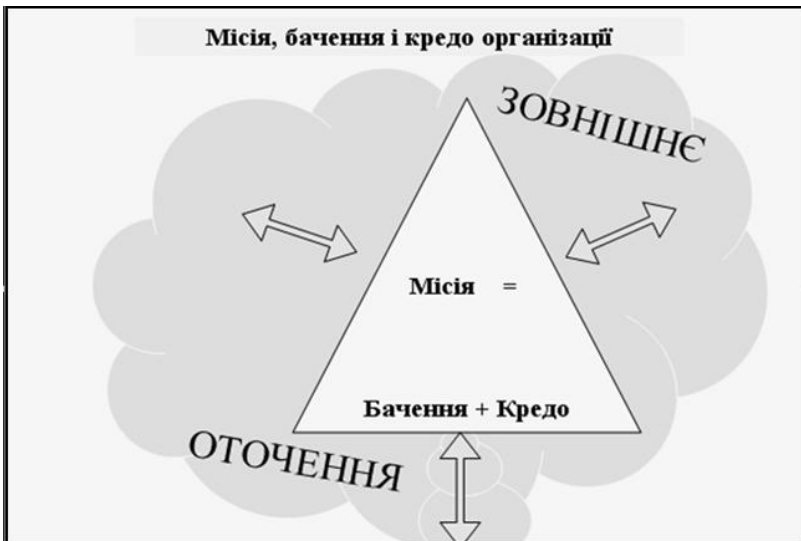 Місія, бачення і кредо організації
ЗОВНІШНЄ
Місія =
Бачення + Кредо
ОТОЧЕННЯ